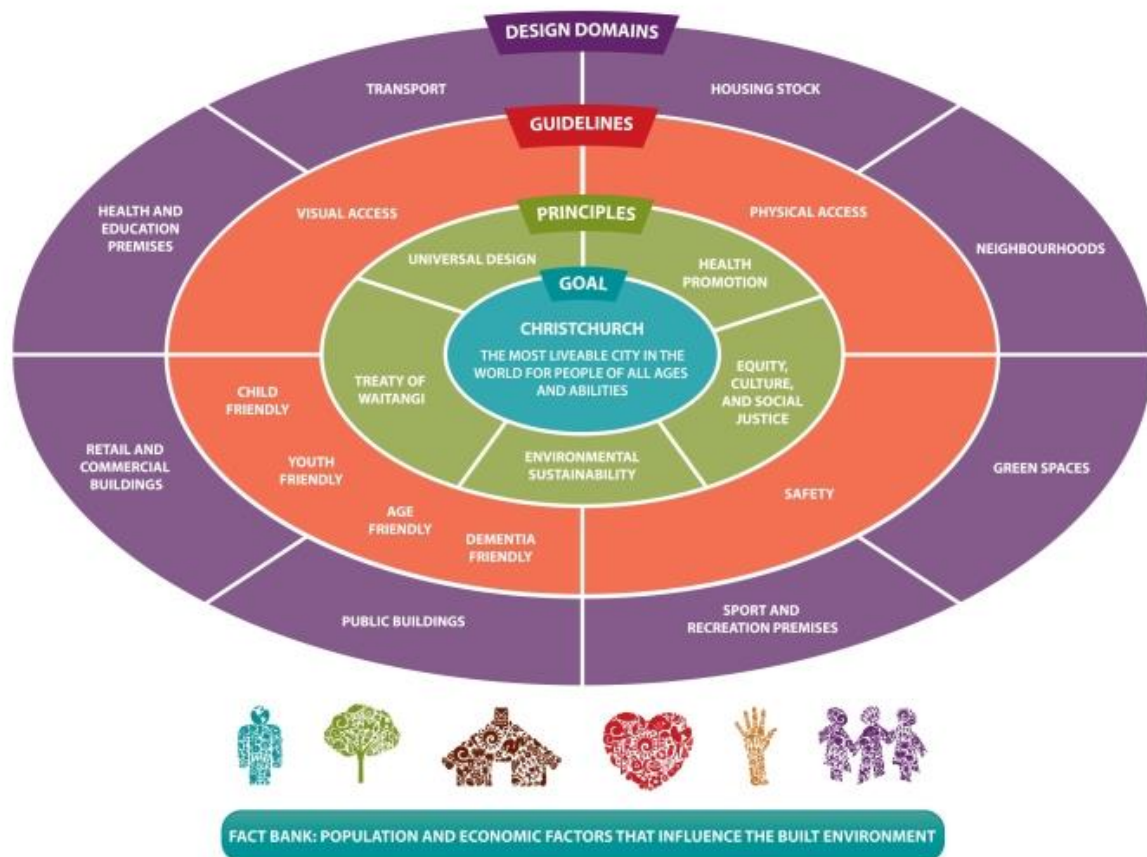 DESIGN DOMAINS
TRANSPORT
HOUSING STOCK
GUIDELINES
HEALTH AND
EDUCATION
PREMISES
VISUAL ACCESS
PRINCIPLES
PHYSICAL ACCESS
NEIGHBOURHOODS
UNIVERSAL DESIGN
HEALTH
PROMOTION
GOAL
CHRISTCHURCH
THE MOST LIVEABLE CITY IN THE
WORLD FOR PEOPLE OF ALL AGES
AND ABILITIES
TREATY OF
WAITANGI
EQUITY,
CULTURE,
AND SOCIAL
JUSTICE
CHILD
FRIENDLY
RETAIL AND
COMMERCIAL
BUILDINGS
YOUTH
FRIENDLY
ENVIRONMENTAL
SUSTAINABILITY
GREEN SPACES
SAFETY
AGE
FRIENDLY
DEMENTIA
FRIENDLY
PUBLIC BUILDINGS
SPORT AND
RECREATION PREMISES
FACT BANK: POPULATION AND ECONOMIC FACTORS THAT INFLUENCE THE BUILT ENVIRONMENT